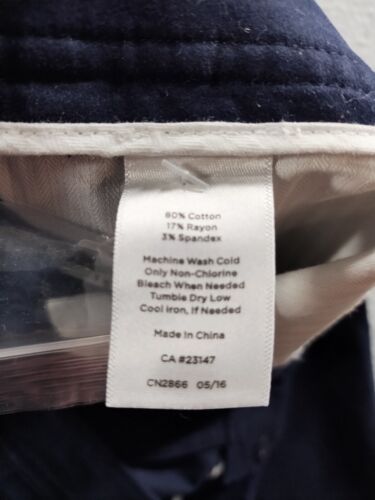 80% Cotton
17% Rayon
3% Spandex
Machine Wash Cold
Only Non-Chlorine
Bleach When Needed
Tumble Dry Low
Cool Iron, If Needed
Made In China
CA #23147
CN2866 05/16